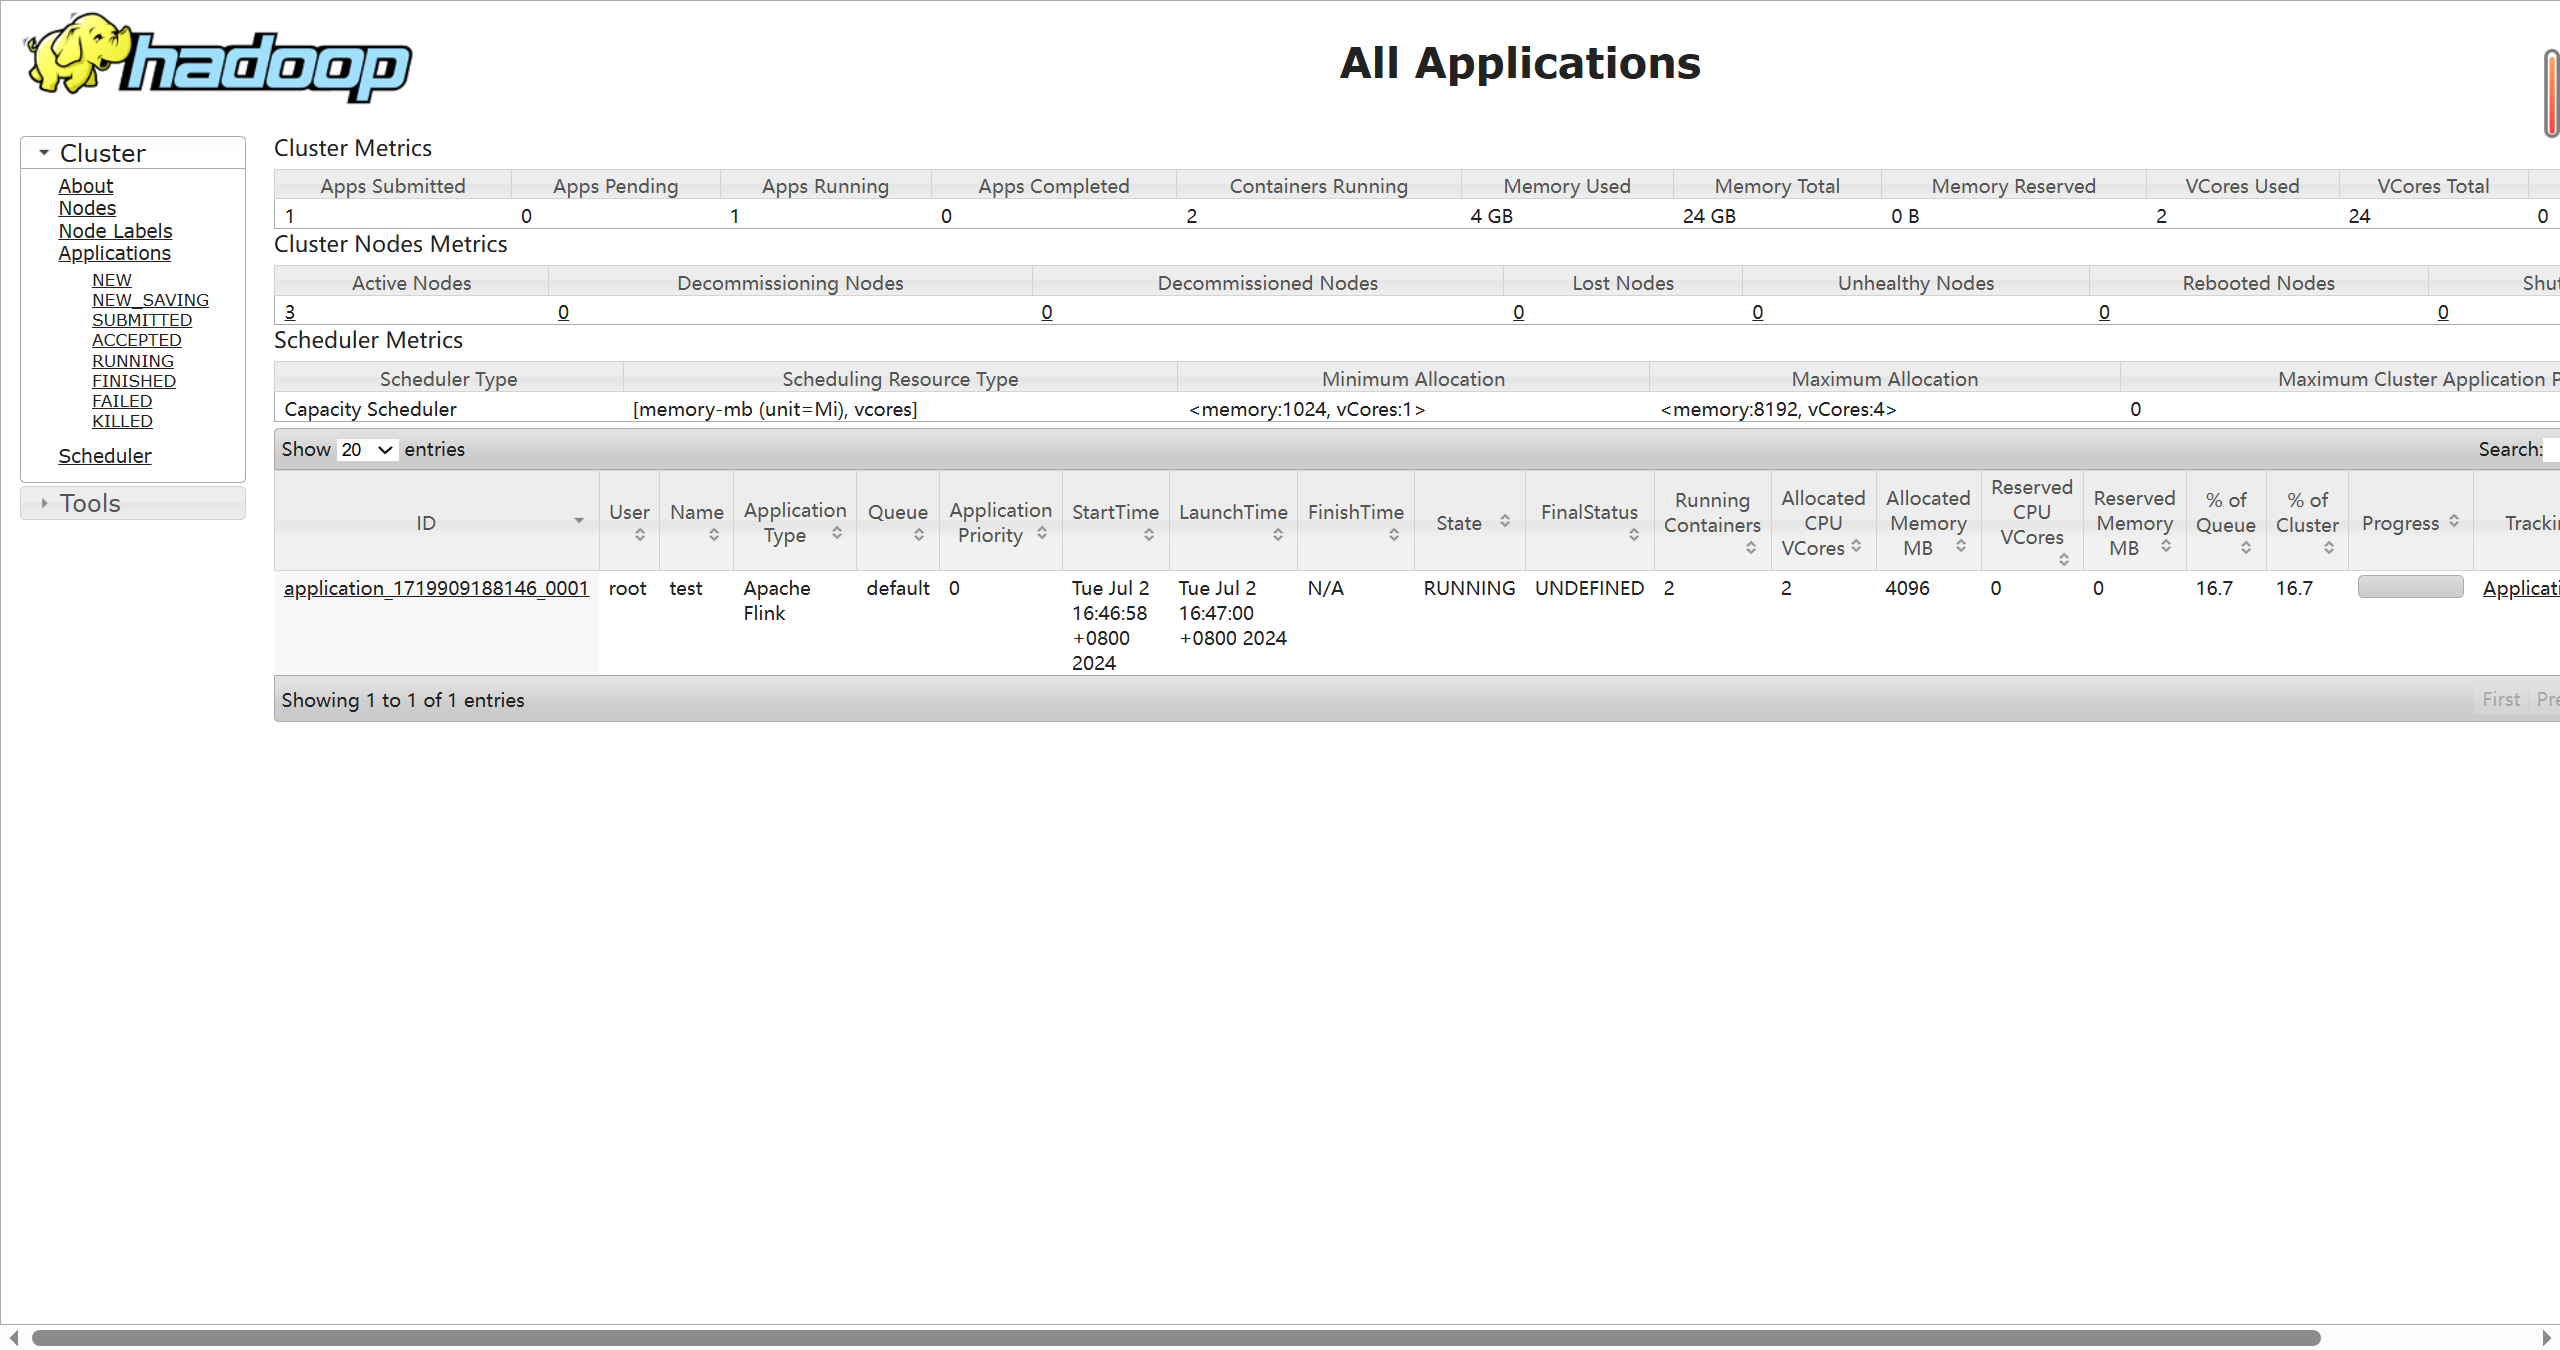 hadoop
All Applications
Cluster
About
Nodes
Node Labels
Applications
NEW
NEW_SAVING
SUBMITTED
ACCEPTED
RUNNING
FINISHED
FAILED
KILLED
Scheduler
Tools
Cluster Metrics
Apps Submitted Apps Pending Apps Running Apps Completed Containers Running Memory Used Memory Total Memory Reserved VCores Used VCores Total
1 0 1 0 2 4 GB 24 GB 0 B 2 24 0
Cluster Nodes Metrics
Active Nodes Decommissioning Nodes Decommissioned Nodes Lost Nodes Unhealthy Nodes Rebooted Nodes Shut
3 0 0 0 0 0 0
Scheduler Metrics
Scheduler Type Scheduling Resource Type Minimum Allocation Maximum Allocation Maximum Cluster Application P
Capacity Scheduler [memory-mb (unit=Mi), vcores] <memory:1024, vCores:1> <memory:8192, vCores:4> 0
Show 20 entries Search:
ID User Name Application Type Queue Application Priority StartTime LaunchTime FinishTime State FinalStatus Running Containers Allocated CPU VCores Allocated Memory MB Reserved CPU VCores Reserved Memory MB % of Queue % of Cluster Progress Tracki
application_1719909188146_0001 root test Apache Flink default 0 Tue Jul 2 16:46:58 +0800 2024 Tue Jul 2 16:47:00 +0800 2024 N/A RUNNING UNDEFINED 2 2 4096 0 0 16.7 16.7 Applicati
Showing 1 to 1 of 1 entries First Pre